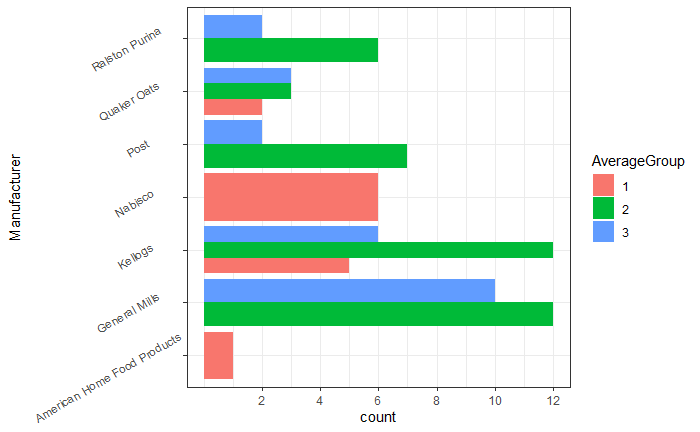 Manufacturer
Ralston Purina
Quaker Oats
Post
Nabisco
Kellogs
General Mills
American Home Food Products
2 4 6 8 10 12
count
AverageGroup
1
2
3